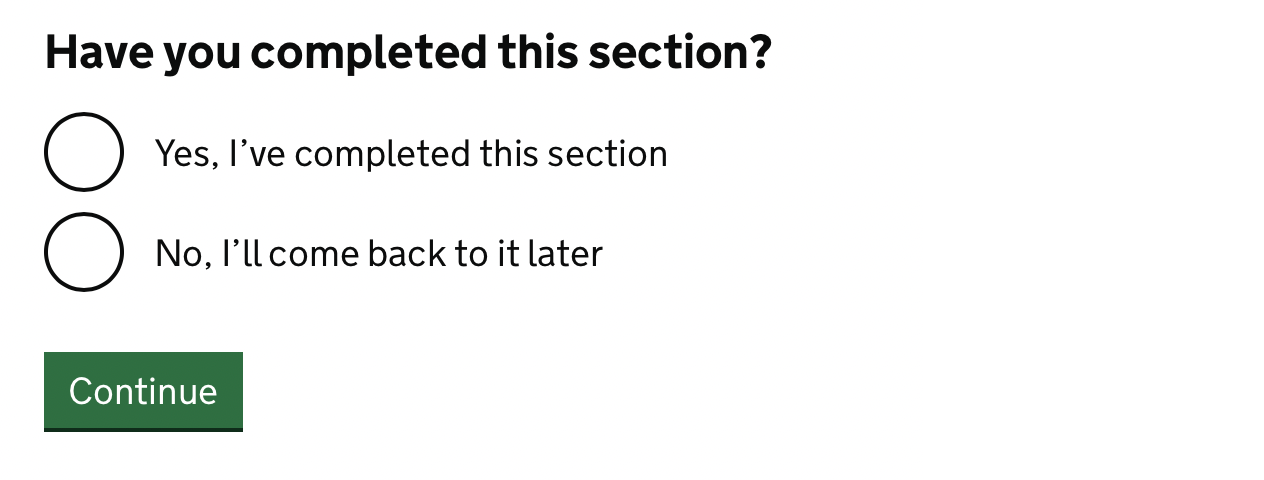 Have you completed this section?
Yes, I’ve completed this section
No, I’ll come back to it later
Continue